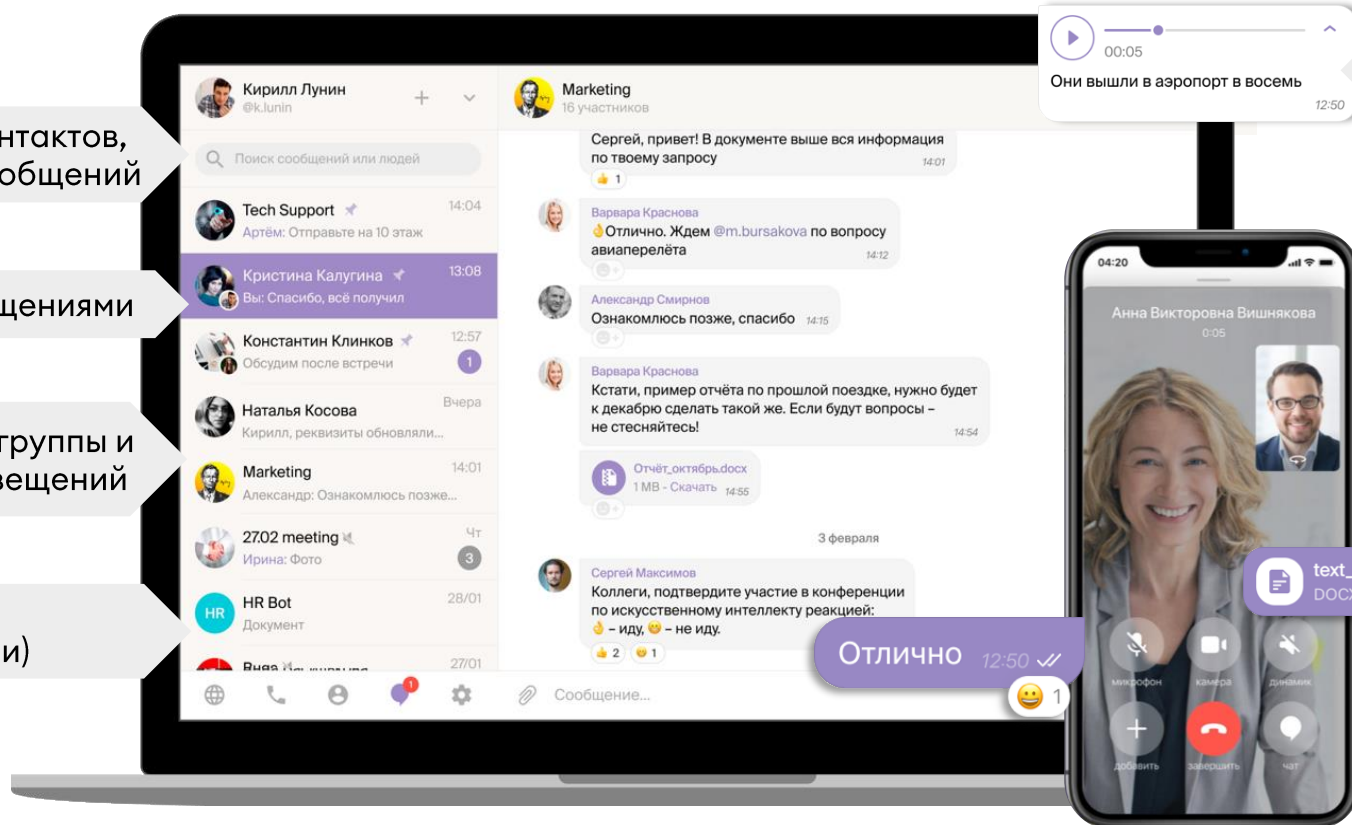 онтактов,
ообщений
щениями
группы и
вещений
и)
Кирилл Лунин
@k.lunin
Поиск сообщений или людей
Tech Support
14:04
Артём: Отправьте на 10 этаж
Кристина Калугина
13:08
Вы: Спасибо, всё получил
Константин Клинков
12:57
Обсудим после встречи
1
Наталья Косова
Вчера
Кирилл, реквизиты обновляли...
Marketing
14:01
Александр: Ознакомлюсь позже...
27.02 meeting
Чт
Ирина: Фото
3
HR
HR Bot
28/01
Документ
27/01
1
Marketing
16 участников
Сергей, привет! В документе выше вся информация
по твоему запросу
14:01
👍 1
Варвара Краснова
👌Отлично. Ждем @m.bursakova по вопросу
авиаперелёта
14:12
Александр Смирнов
Ознакомлюсь позже, спасибо 14:15
Варвара Краснова
Кстати, пример отчёта по прошлой поездке, нужно будет
к декабрю сделать такой же. Если будут вопросы –
не стесняйтесь!
14:54
Отчёт_октябрь.docx
1 MB - Скачать 14:55
3 февраля
Сергей Максимов
Коллеги, подтвердите участие в конференции
по искусственному интеллекту реакцией:
👌 – иду, 😀 – не иду.
👍 2 😀 1
Сообщение...
Отлично 12:50
😀 1
00:05
Они вышли в аэропорт в восемь
12:50
04:20
Анна Викторовна Вишнякова
0:05
text_
DOCX
микрофон
камера
динамик
добавить
завершить
чат